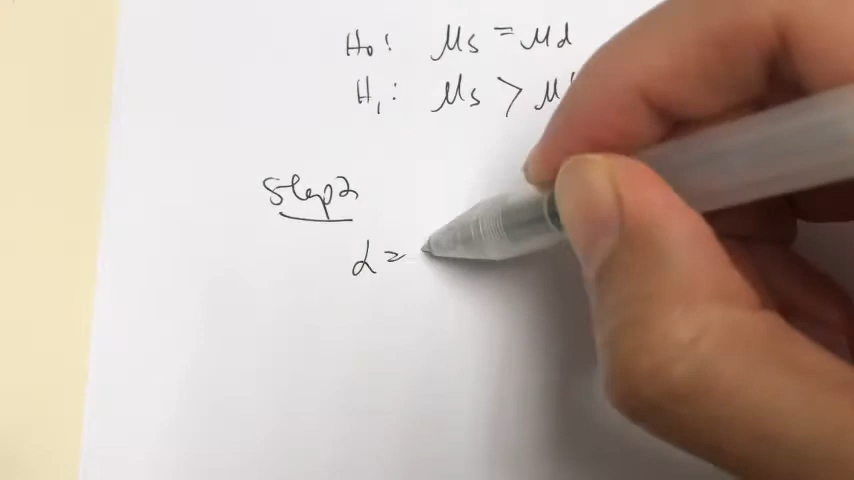 H₀: μs = μd
H₁: μs > μ
Step2
α =